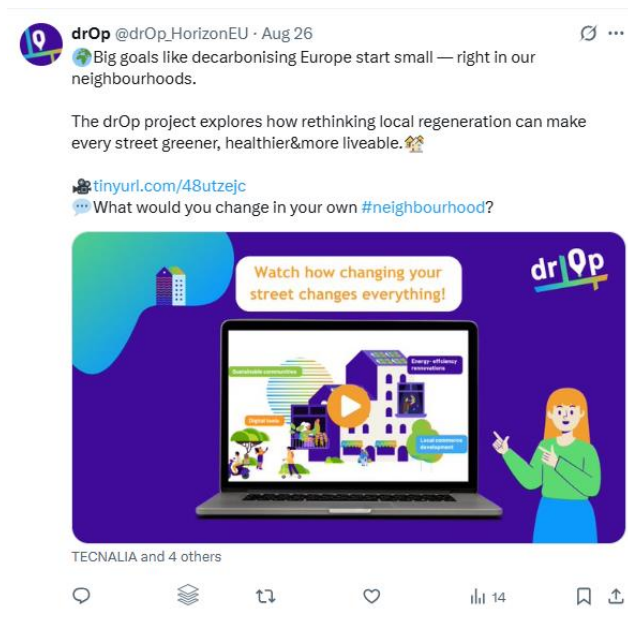 drOp @drOp_HorizonEU · Aug 26
🌍Big goals like decarbonising Europe start small — right in our
neighbourhoods.
The drOp project explores how rethinking local regeneration can make
every street greener, healthier&more liveable.🏘️
🎥tinyurl.com/48utzejc
💬What would you change in your own #neighbourhood?
Watch how changing your
street changes everything!
drOp
Sustainable communities
Energy- efficiency
renovations
Digital tools
Local commerce
development
TECNALIA and 4 others
14